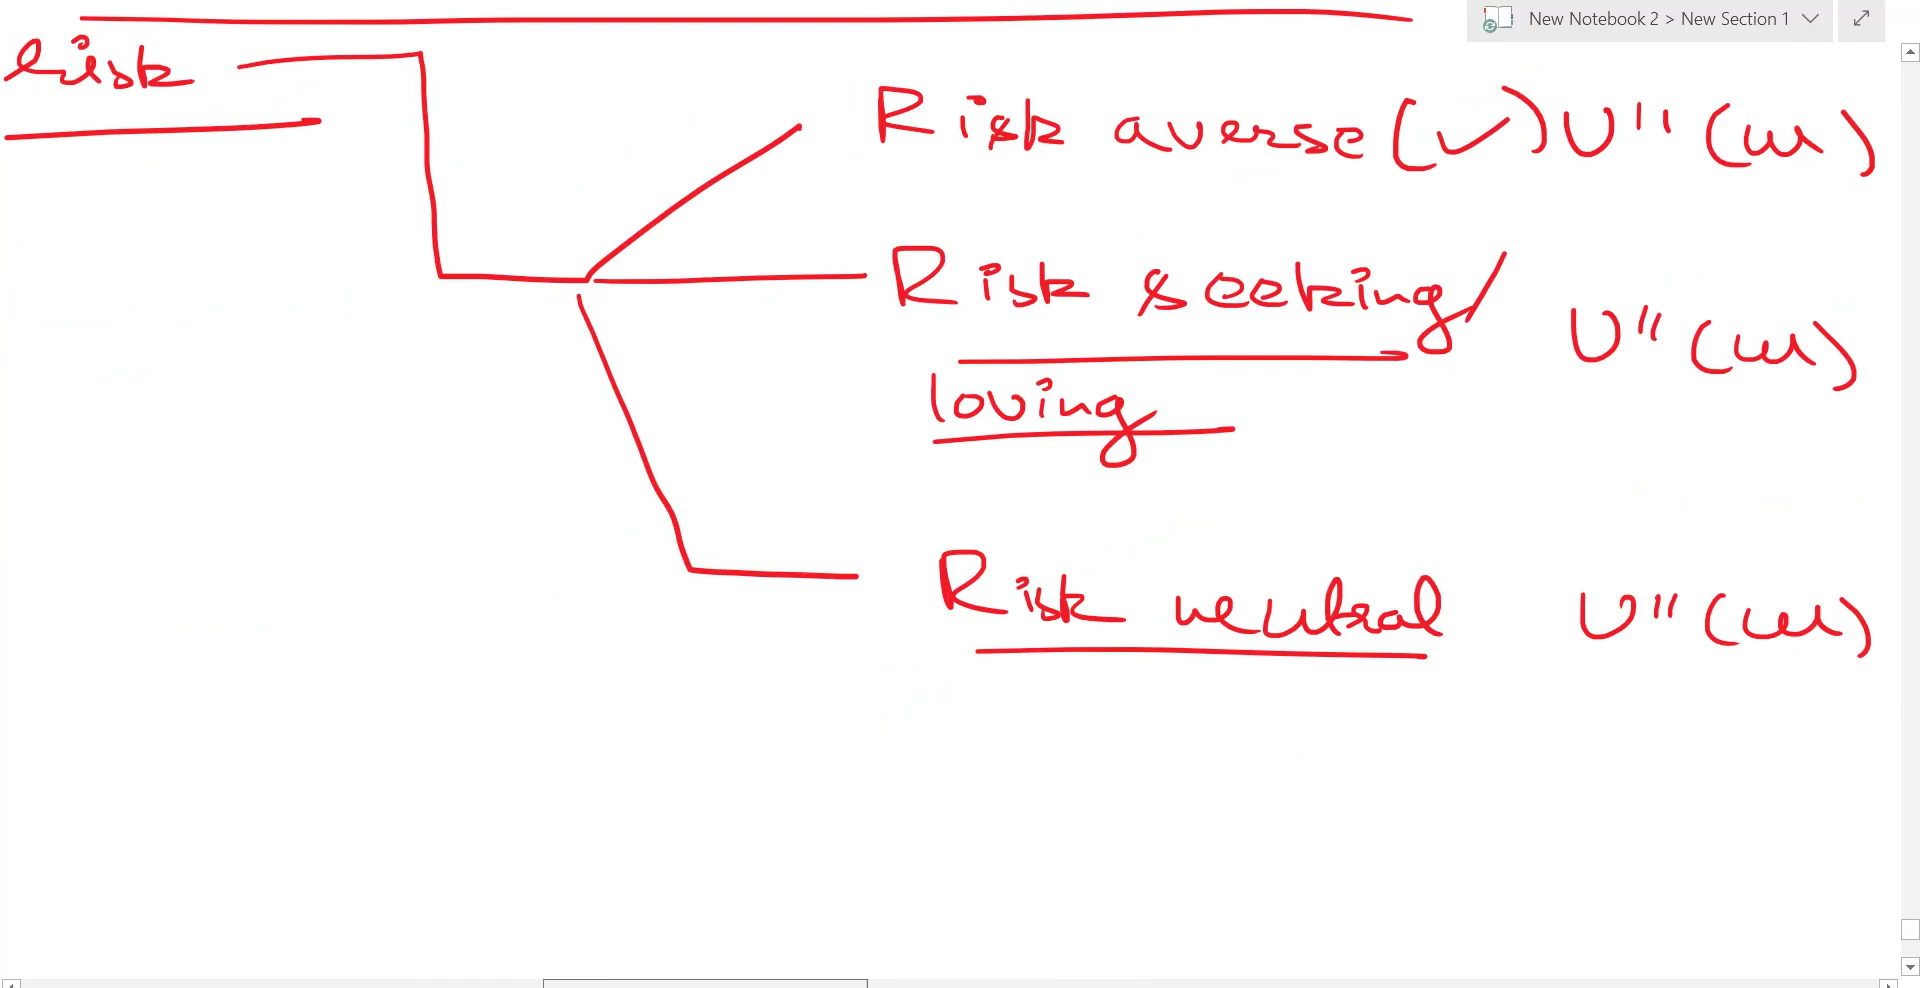 New Notebook 2 > New Section 1
Risk
Risk averse (✓) U''(w)
Risk seeking/ U''(w)
loving
Risk neutral U''(w)